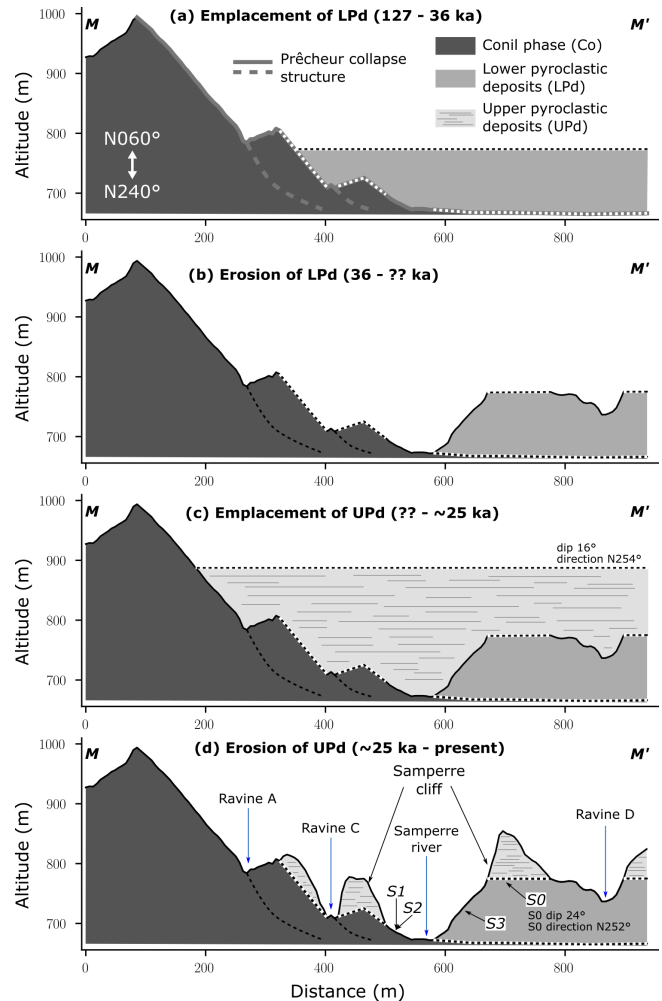 (a) Emplacement of LPd (127 - 36 ka)
M
M'
Prêcheur collapse
structure
Conil phase (Co)
Lower pyroclastic
deposits (LPd)
Upper pyroclastic
deposits (UPd)
N060°
N240°
Altitude (m)
1000
900
800
700
0
200
400
600
800
(b) Erosion of LPd (36 - ?? ka)
M
M'
Altitude (m)
1000
900
800
700
0
200
400
600
800
(c) Emplacement of UPd (?? - ~25 ka)
M
M'
dip 16°
direction N254°
Altitude (m)
1000
900
800
700
0
200
400
600
800
(d) Erosion of UPd (~25 ka - present)
M
M'
Samperre
cliff
Ravine A
Ravine C
Samperre
river
Ravine D
S1
S2
S3
S0
S0 dip 24°
S0 direction N252°
Altitude (m)
1000
900
800
700
0
200
400
600
800
Distance (m)